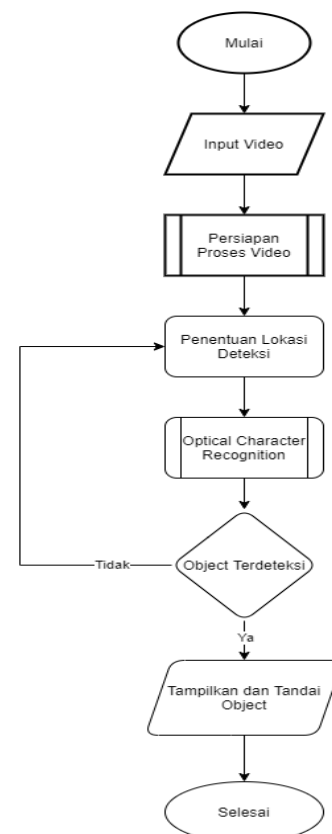 Mulai
Input Video
Persiapan
Proses Video
Penentuan Lokasi
Deteksi
Optical Character
Recognition
Object Terdeteksi
Tidak
Ya
Tampilkan dan Tandai
Object
Selesai